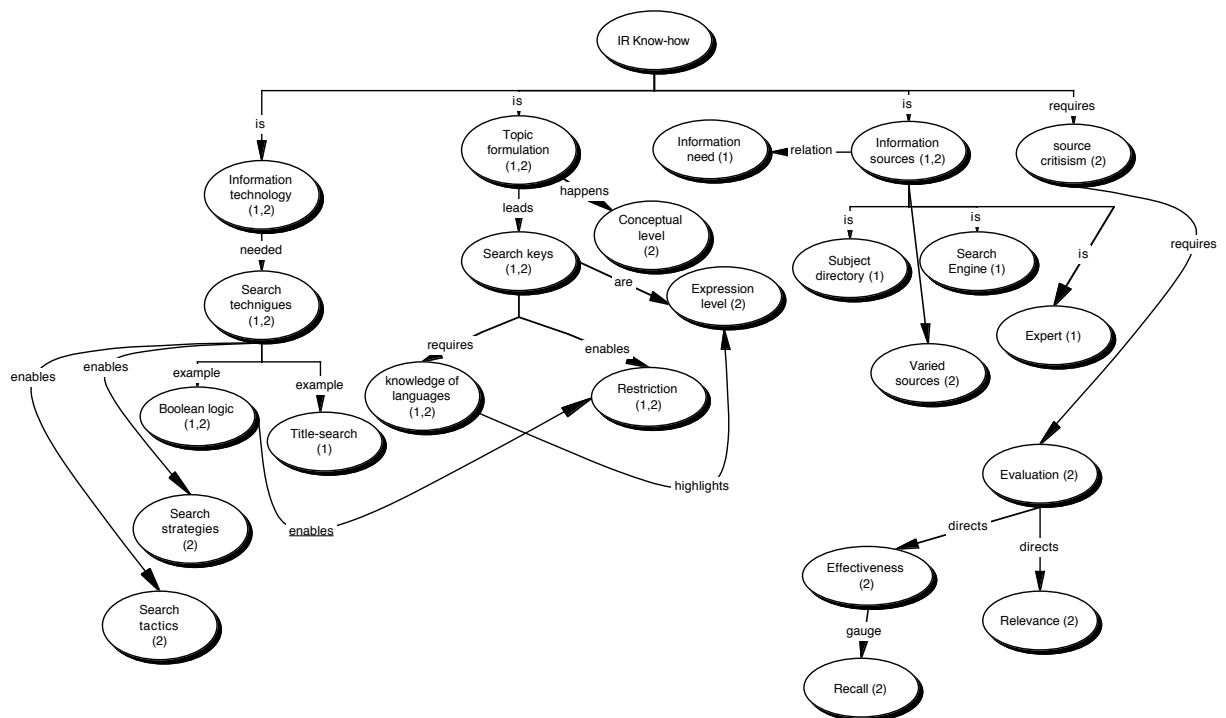 IR Know-how
is
is
is
requires
Information
technology
(1,2)
Topic
formulation
(1,2)
Information
need (1)
relation
Information
sources (1,2)
source
critisism (2)
needed
leads
happens
Conceptual
level
(2)
is
is
is
requires
Search
technigues
(1,2)
Search keys
(1,2)
are
Expression
level (2)
Subject
directory (1)
Search
Engine (1)
Expert (1)
enables
enables
example
example
requires
enables
Varied
sources (2)
Boolean logic
(1,2)
Title-search
(1)
knowledge of
languages
(1,2)
Restriction
(1,2)
highlights
Evaluation (2)
Search
strategies
(2)
enables
directs
directs
Effectiveness
(2)
Search
tactics
(2)
Relevance (2)
gauge
Recall (2)